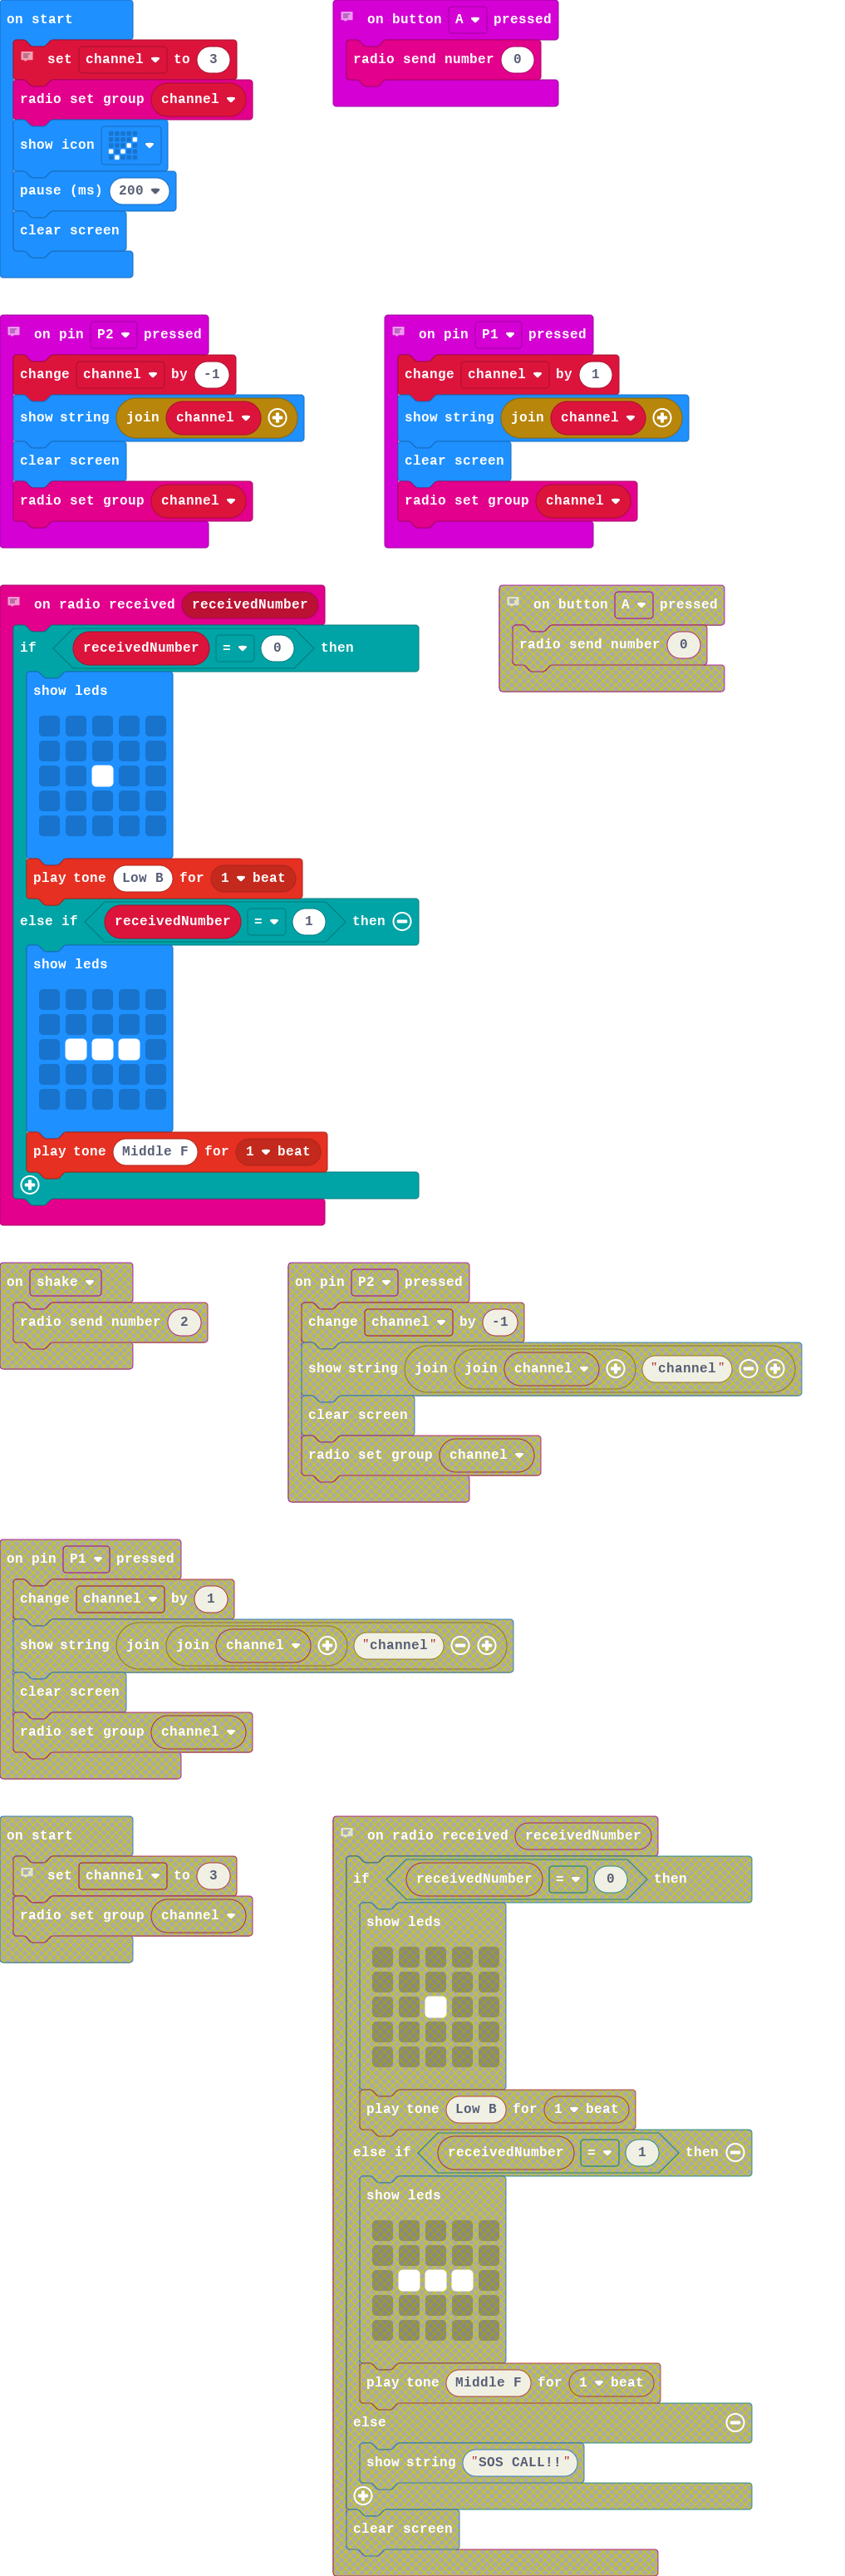 on start
set channel to 3
radio set group channel
show icon
pause (ms) 200
clear screen
on button A pressed
radio send number 0
on pin P2 pressed
change channel by -1
show string join channel
clear screen
radio set group channel
on pin P1 pressed
change channel by 1
show string join channel
clear screen
radio set group channel
on radio received receivedNumber
if receivedNumber = 0 then
show leds
play tone Low B for 1 beat
else if receivedNumber = 1 then
show leds
play tone Middle F for 1 beat
on button A pressed
radio send number 0
on shake
radio send number 2
on pin P2 pressed
change channel by -1
show string join join channel "channel"
clear screen
radio set group channel
on pin P1 pressed
change channel by 1
show string join join channel "channel"
clear screen
radio set group channel
on start
set channel to 3
radio set group channel
on radio received receivedNumber
if receivedNumber = 0 then
show leds
play tone Low B for 1 beat
else if receivedNumber = 1 then
show leds
play tone Middle F for 1 beat
else
show string "SOS CALL!!"
clear screen